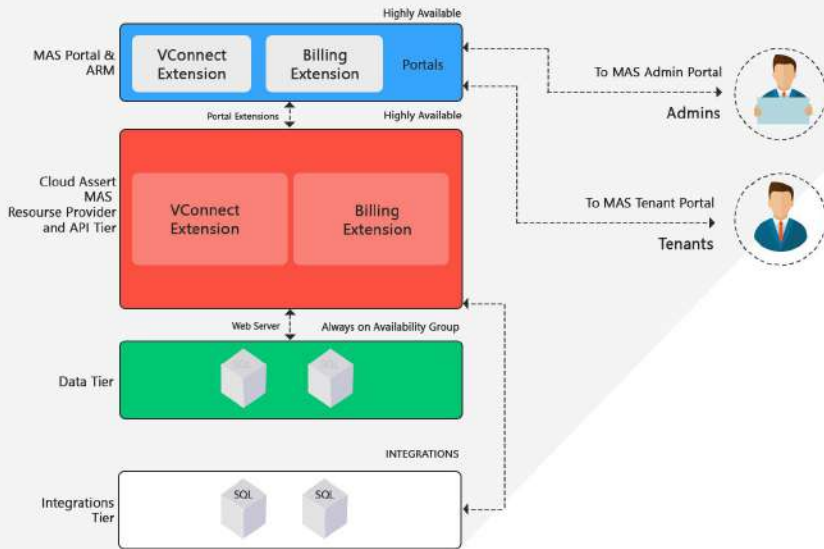 Highly Available
MAS Portal &
ARM
VConnect
Extension
Billing
Extension
Portals
To MAS Admin Portal
Admins
Portal Extensions
Highly Available
Cloud Assert
MAS
Resourse Provider
and API Tier
VConnect
Extension
Billing
Extension
To MAS Tenant Portal
Tenants
Web Server
Always on Availability Group
Data Tier
SQL
SQL
INTEGRATIONS
Integrations
Tier
SQL
SQL